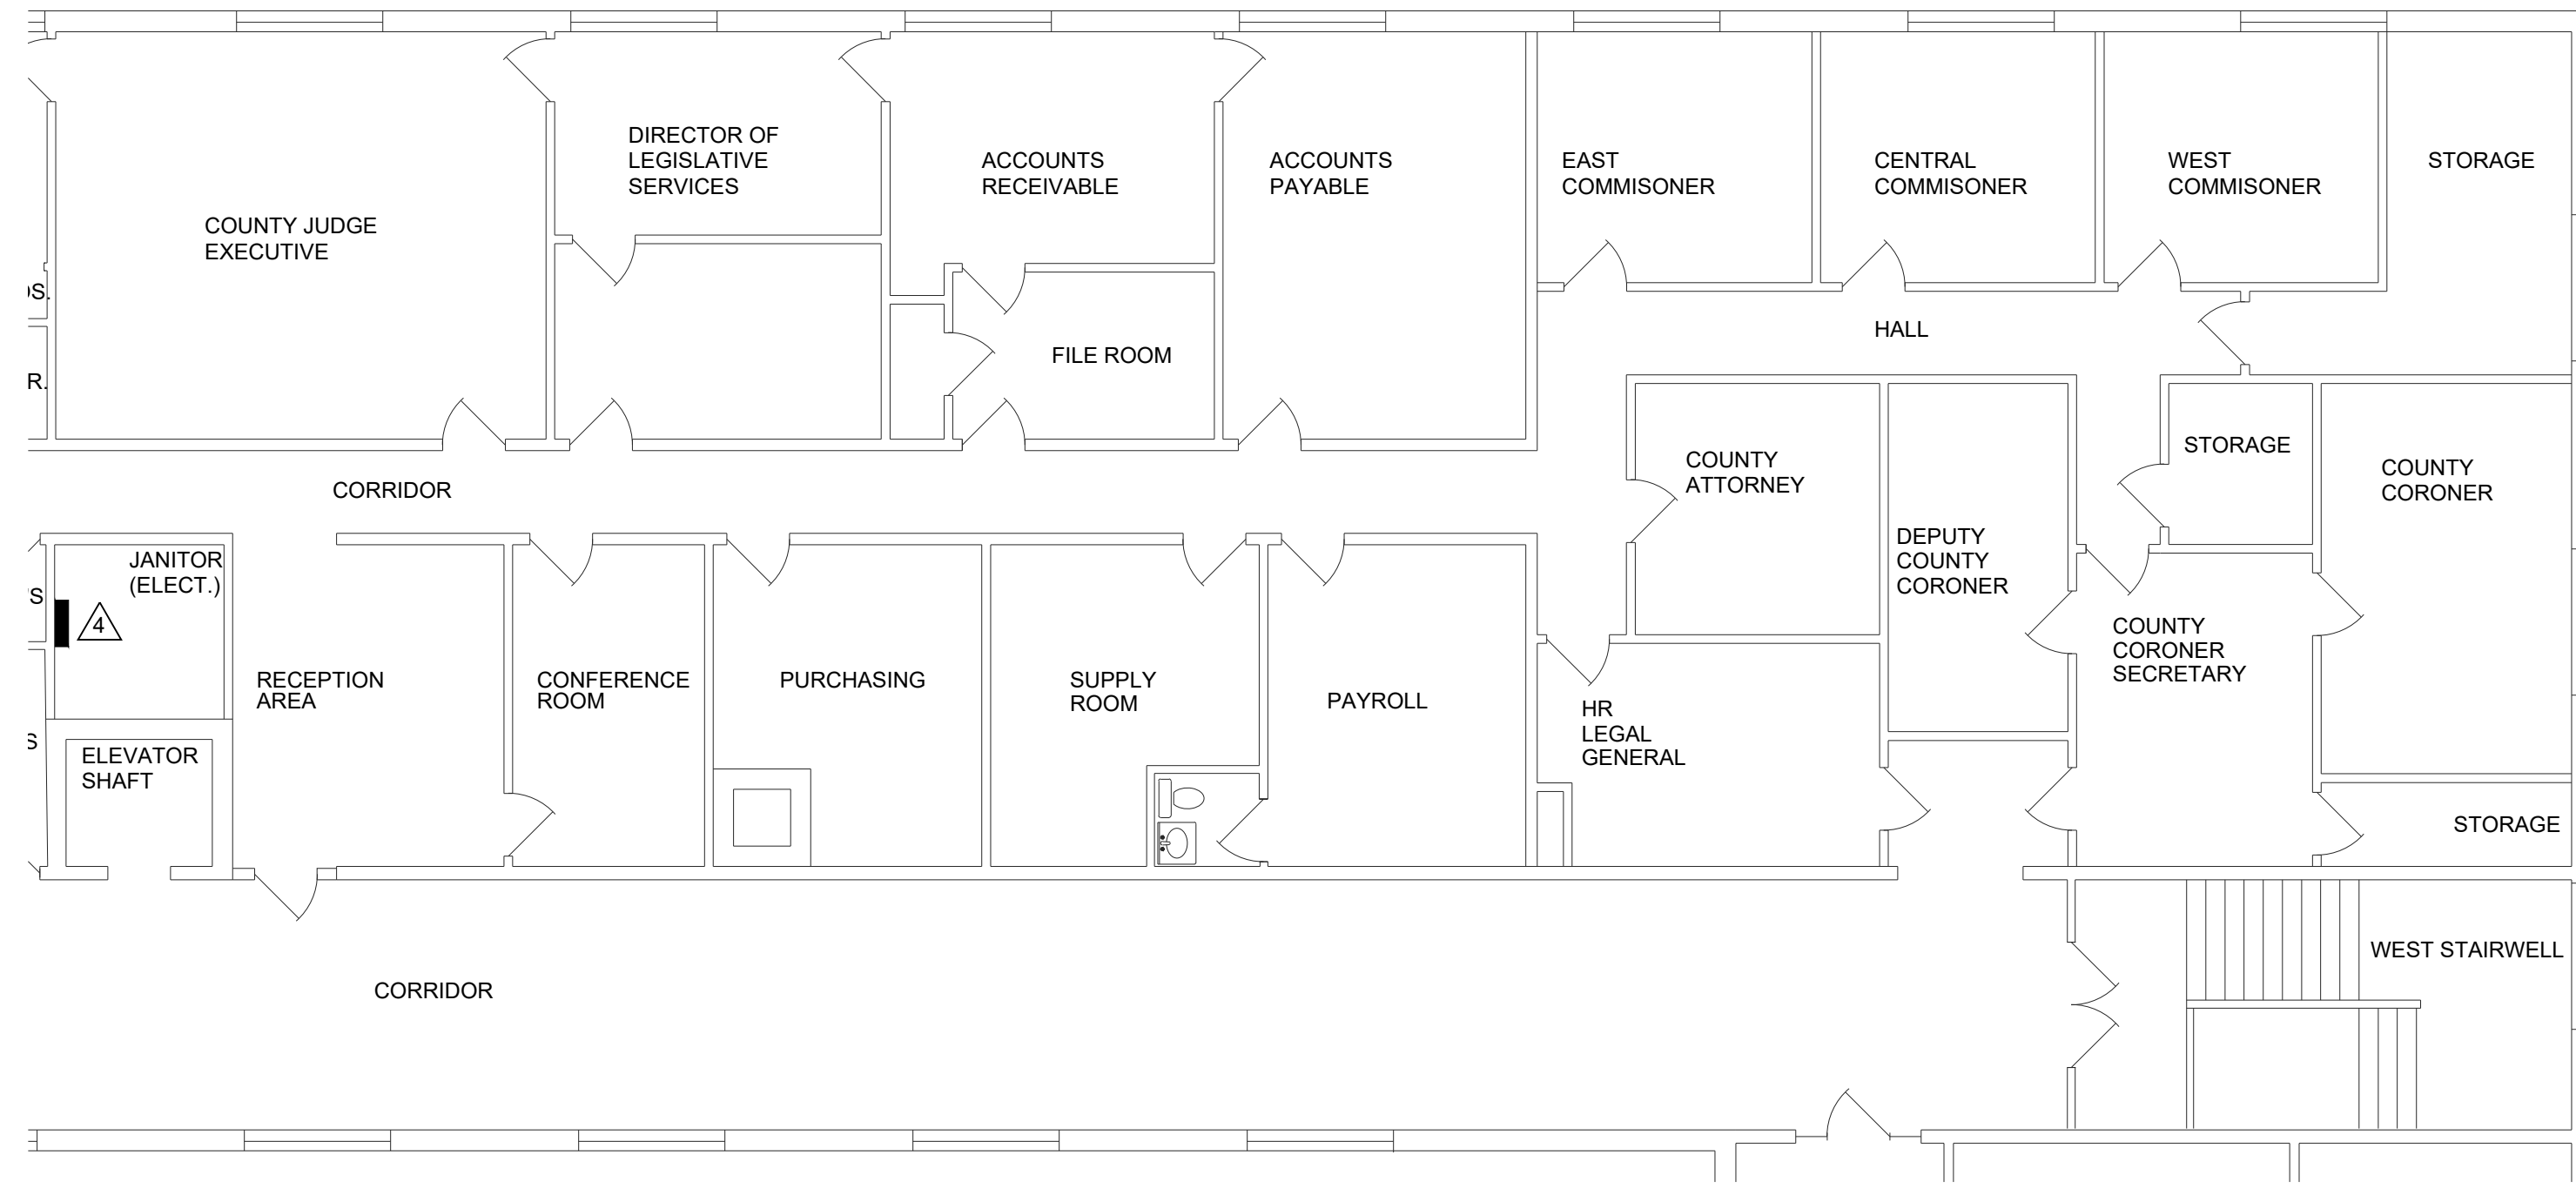 DIRECTOR OF
LEGISLATIVE
SERVICES
ACCOUNTS
RECEIVABLE
ACCOUNTS
PAYABLE
EAST
COMMISONER
CENTRAL
COMMISONER
WEST
COMMISONER
STORAGE
COUNTY JUDGE
EXECUTIVE
HALL
FILE ROOM
R.
CORRIDOR
COUNTY
ATTORNEY
STORAGE
COUNTY
CORONER
JANITOR
(ELECT.)
4
DEPUTY
COUNTY
CORONER
COUNTY
CORONER
SECRETARY
RECEPTION
AREA
CONFERENCE
ROOM
PURCHASING
SUPPLY
ROOM
PAYROLL
HR
LEGAL
GENERAL
ELEVATOR
SHAFT
STORAGE
WEST STAIRWELL
CORRIDOR